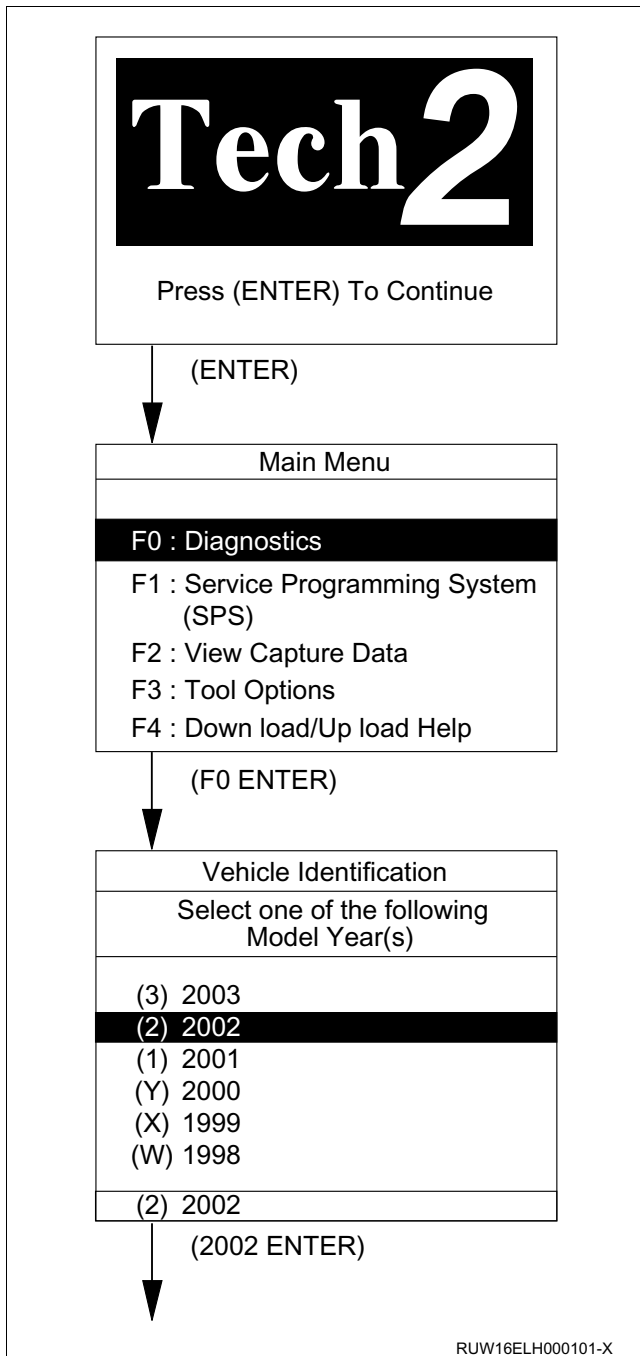 Tech 2
Press (ENTER) To Continue
(ENTER)
Main Menu
F0 : Diagnostics
F1 : Service Programming System
(SPS)
F2 : View Capture Data
F3 : Tool Options
F4 : Down load/Up load Help
(F0 ENTER)
Vehicle Identification
Select one of the following
Model Year(s)
(3) 2003
(2) 2002
(1) 2001
(Y) 2000
(X) 1999
(W) 1998
(2) 2002
(2002 ENTER)
RUW16ELH000101-X